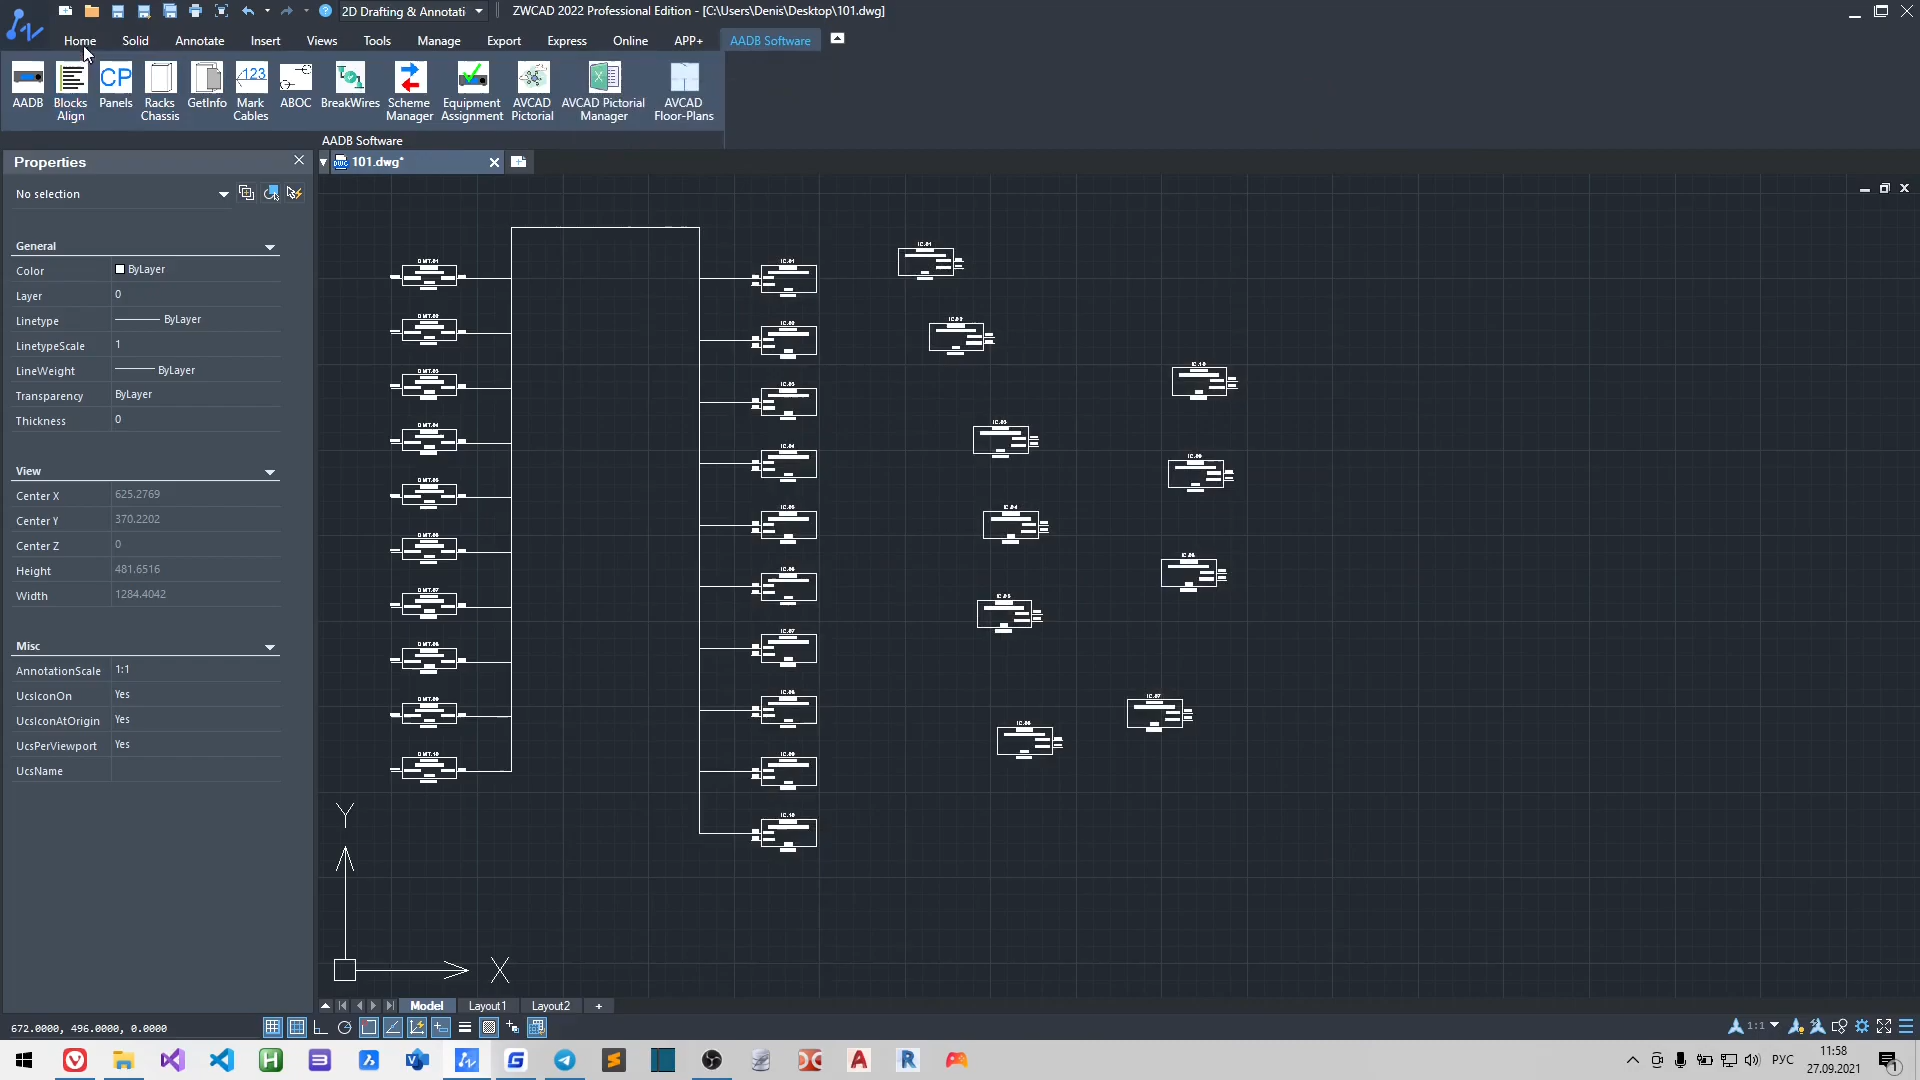 2D Drafting & Annotati
ZWCAD 2022 Professional Edition - [C:\Users\Denis\Desktop\101.dwg]
Home Solid Annotate Insert Views Tools Manage Export Express Online APP+ AADB Software
CP 123
AADB Blocks Align Panels Racks Chassis GetInfo Mark Cables ABOC BreakWires Scheme Manager Equipment Assignment AVCAD Pictorial AVCAD Pictorial Manager AVCAD Floor-Plans
AADB Software
Properties
101.dwg*
No selection
General
Color ByLayer
Layer 0
Linetype ByLayer
LinetypeScale 1
LineWeight ByLayer
Transparency ByLayer
Thickness 0
View
Center X 625.2769
Center Y 370.2202
Center Z 0
Height 481.6516
Width 1284.4042
Misc
AnnotationScale 1:1
UcsIconOn Yes
UcsIconAtOrigin Yes
UcsPerViewport Yes
UcsName
Y
X
Model Layout1 Layout2 +
672.0000, 496.0000, 0.0000
1:1
РУС
11:58
27.09.2021
1